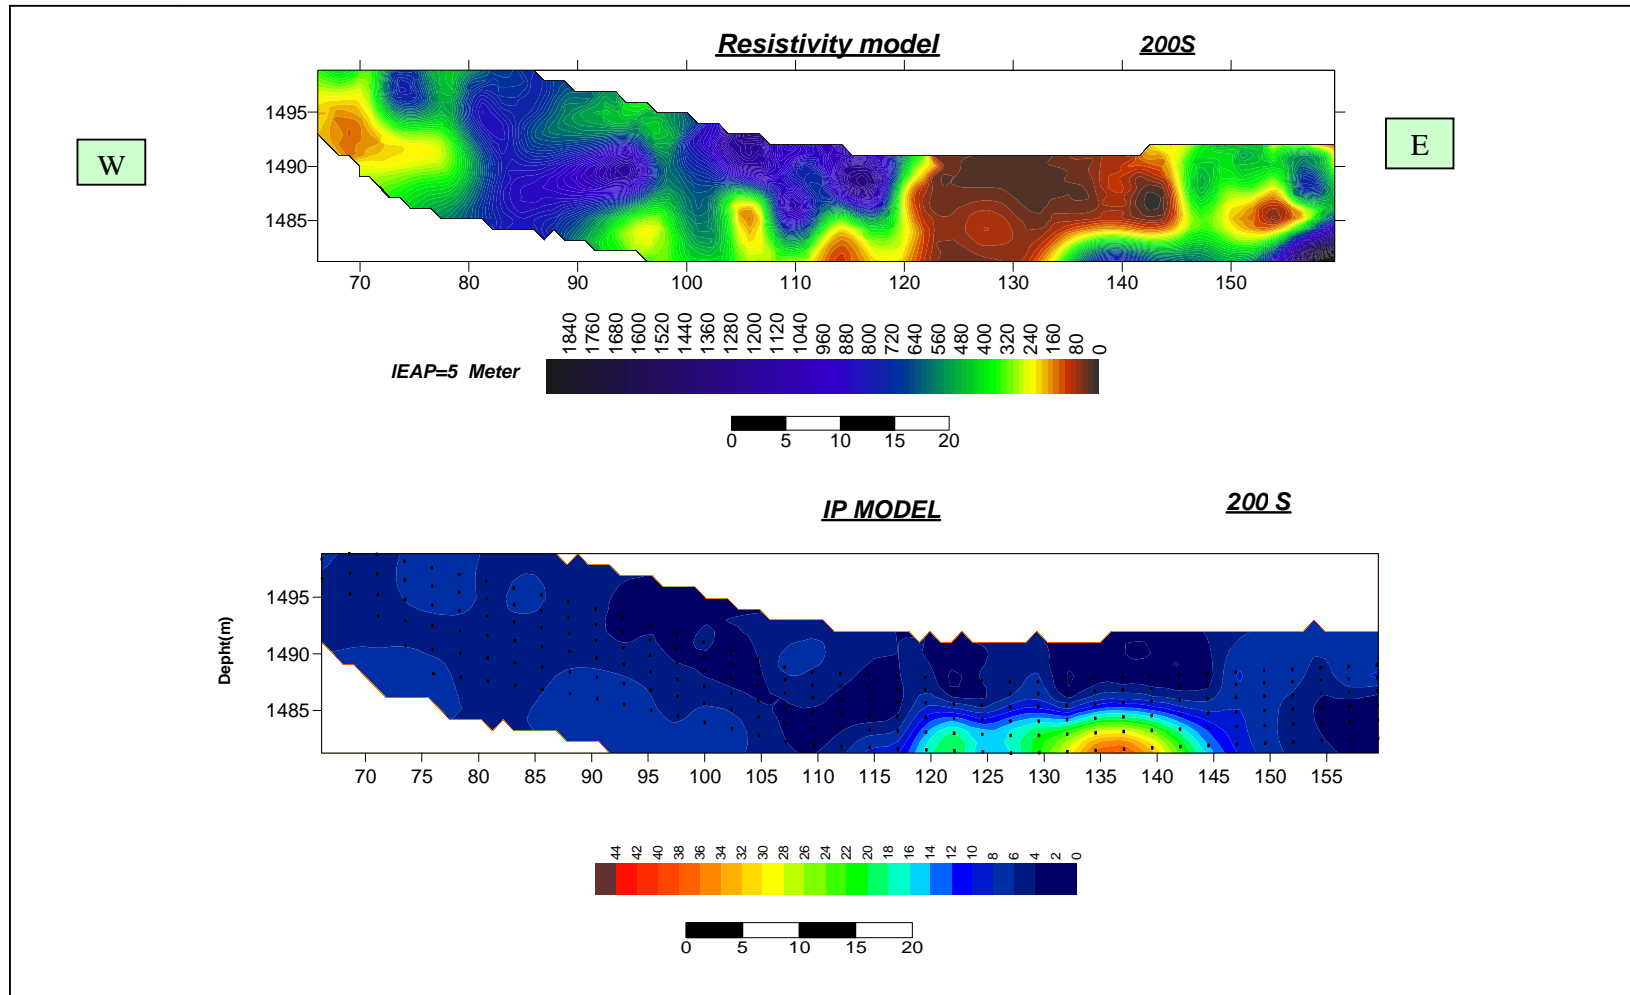 Resistivity model 200S
1495
1490
1485
W
E
70 80 90 100 110 120 130 140 150
1840 1760 1680 1600 1520 1440 1360 1280 1200 1120 1040 960 880 800 720 640 560 480 400 320 240 160 80 0
IEAP=5 Meter
0 5 10 15 20
IP MODEL 200 S
Depht(m)
1495
1490
1485
70 75 80 85 90 95 100 105 110 115 120 125 130 135 140 145 150 155
44 42 40 38 36 34 32 30 28 26 24 22 20 18 16 14 12 10 8 6 4 2 0
0 5 10 15 20